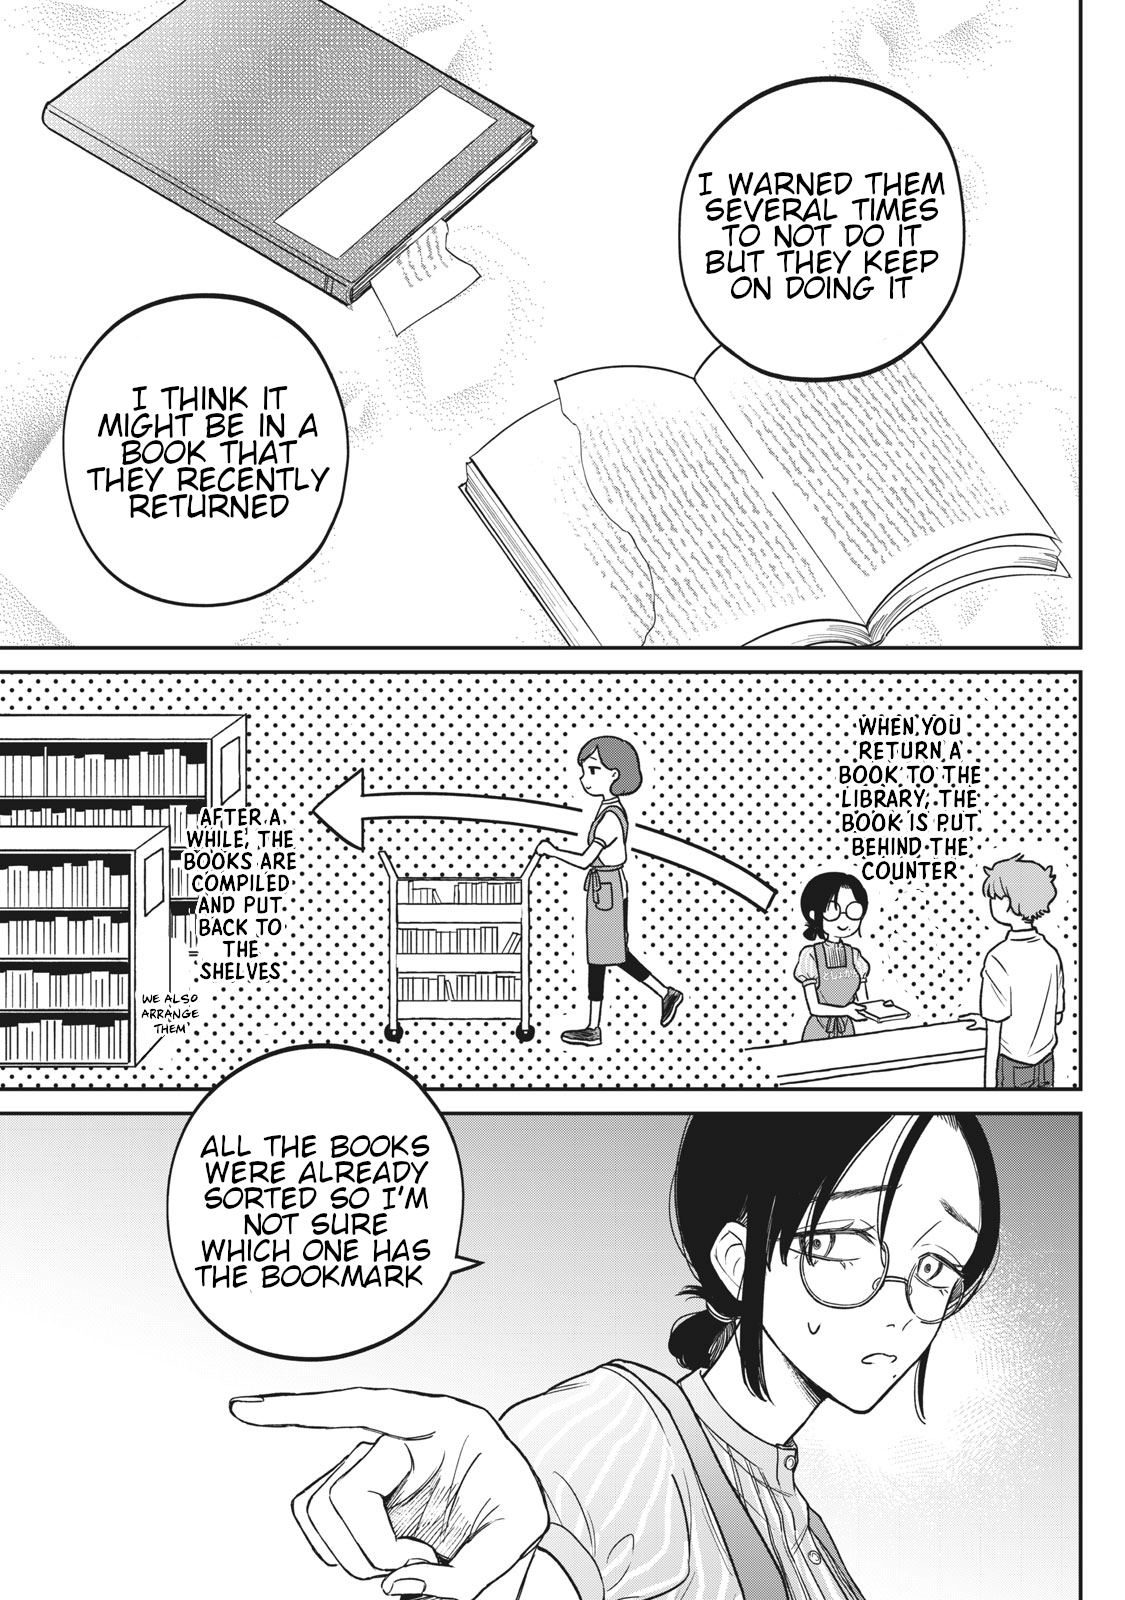 I WARNED THEM
SEVERAL TIMES
TO NOT DO IT
BUT THEY KEEP
ON DOING IT
I THINK IT
MIGHT BE IN A
BOOK THAT
THEY RECENTLY
RETURNED
WHEN YOU
RETURN A
BOOK TO THE
LIBRARY, THE
BOOK IS PUT
BEHIND THE
COUNTER
AFTER A
WHILE, THE
BOOKS ARE
COMPILED
AND PUT
BACK TO
THE
SHELVES
WE ALSO
ARRANGE
THEM
ALL THE BOOKS
WERE ALREADY
SORTED SO I'M
NOT SURE
WHICH ONE HAS
THE BOOKMARK